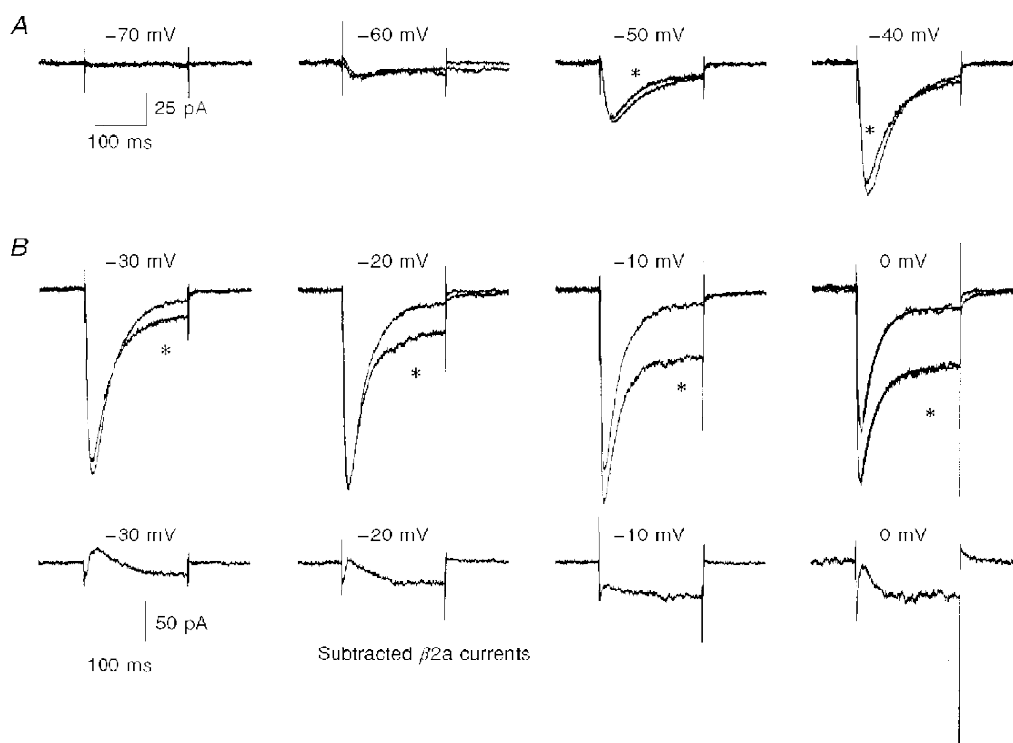 A
−70 mV
−60 mV
−50 mV
−40 mV
25 pA
100 ms
*
*
B
−30 mV
−20 mV
−10 mV
0 mV
*
*
*
*
−30 mV
−20 mV
−10 mV
0 mV
50 pA
100 ms
Subtracted β2a currents